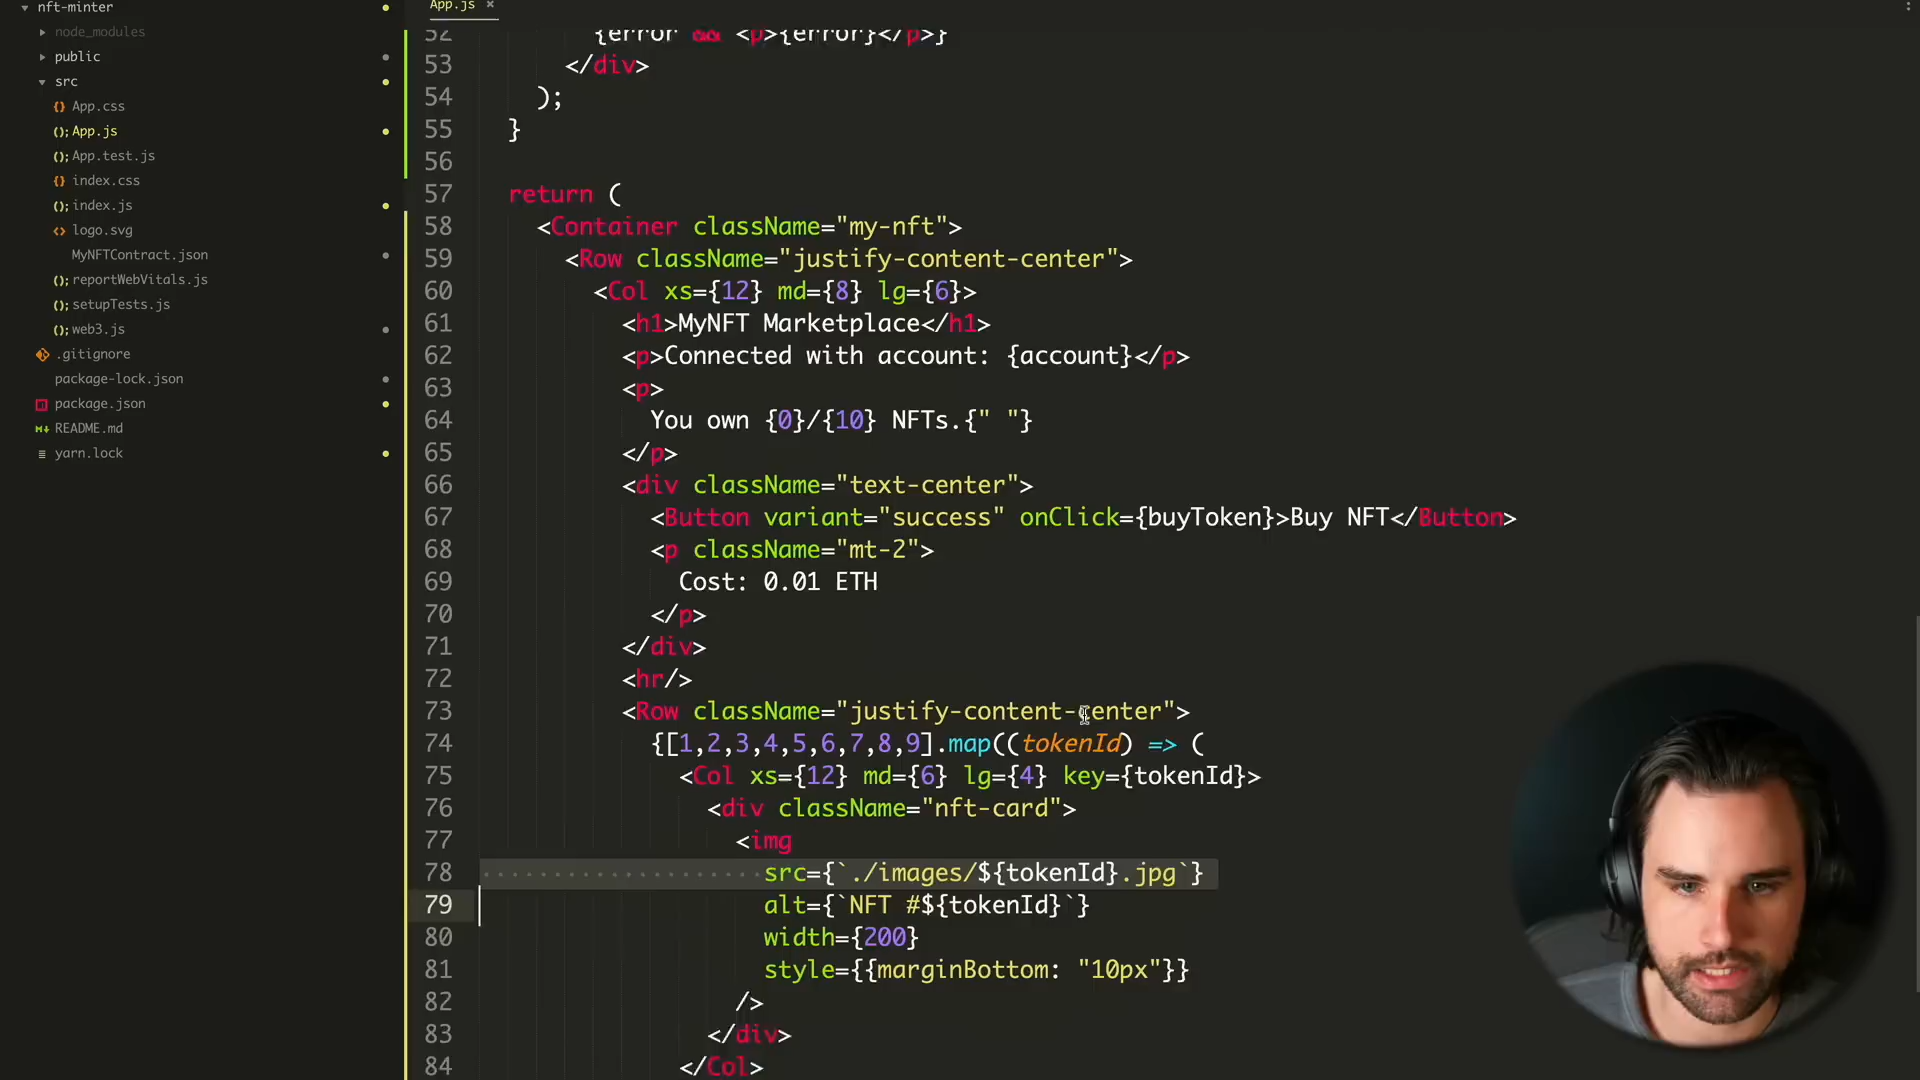 nft-minter
node_modules
public
src
App.css
App.js
App.test.js
index.css
index.js
logo.svg
MyNFTContract.json
reportWebVitals.js
setupTests.js
web3.js
.gitignore
package-lock.json
package.json
README.md
yarn.lock
App.js ×
52 {error && <p>{error}</p>}
53 </div>
54 );
55 }
56
57 return (
58 <Container className="my-nft">
59 <Row className="justify-content-center">
60 <Col xs={12} md={8} lg={6}>
61 <h1>MyNFT Marketplace</h1>
62 <p>Connected with account: {account}</p>
63 <p>
64 You own {0}/{10} NFTs.{" "}
65 </p>
66 <div className="text-center">
67 <Button variant="success" onClick={buyToken}>Buy NFT</Button>
68 <p className="mt-2">
69 Cost: 0.01 ETH
70 </p>
71 </div>
72 <hr/>
73 <Row className="justify-content-center">
74 {[1,2,3,4,5,6,7,8,9].map((tokenId) => (
75 <Col xs={12} md={6} lg={4} key={tokenId}>
76 <div className="nft-card">
77 <img
78 src={`./images/${tokenId}.jpg`}
79 alt={`NFT #${tokenId}`}
80 width={200}
81 style={{marginBottom: "10px"}}
82 />
83 </div>
84 </Col>